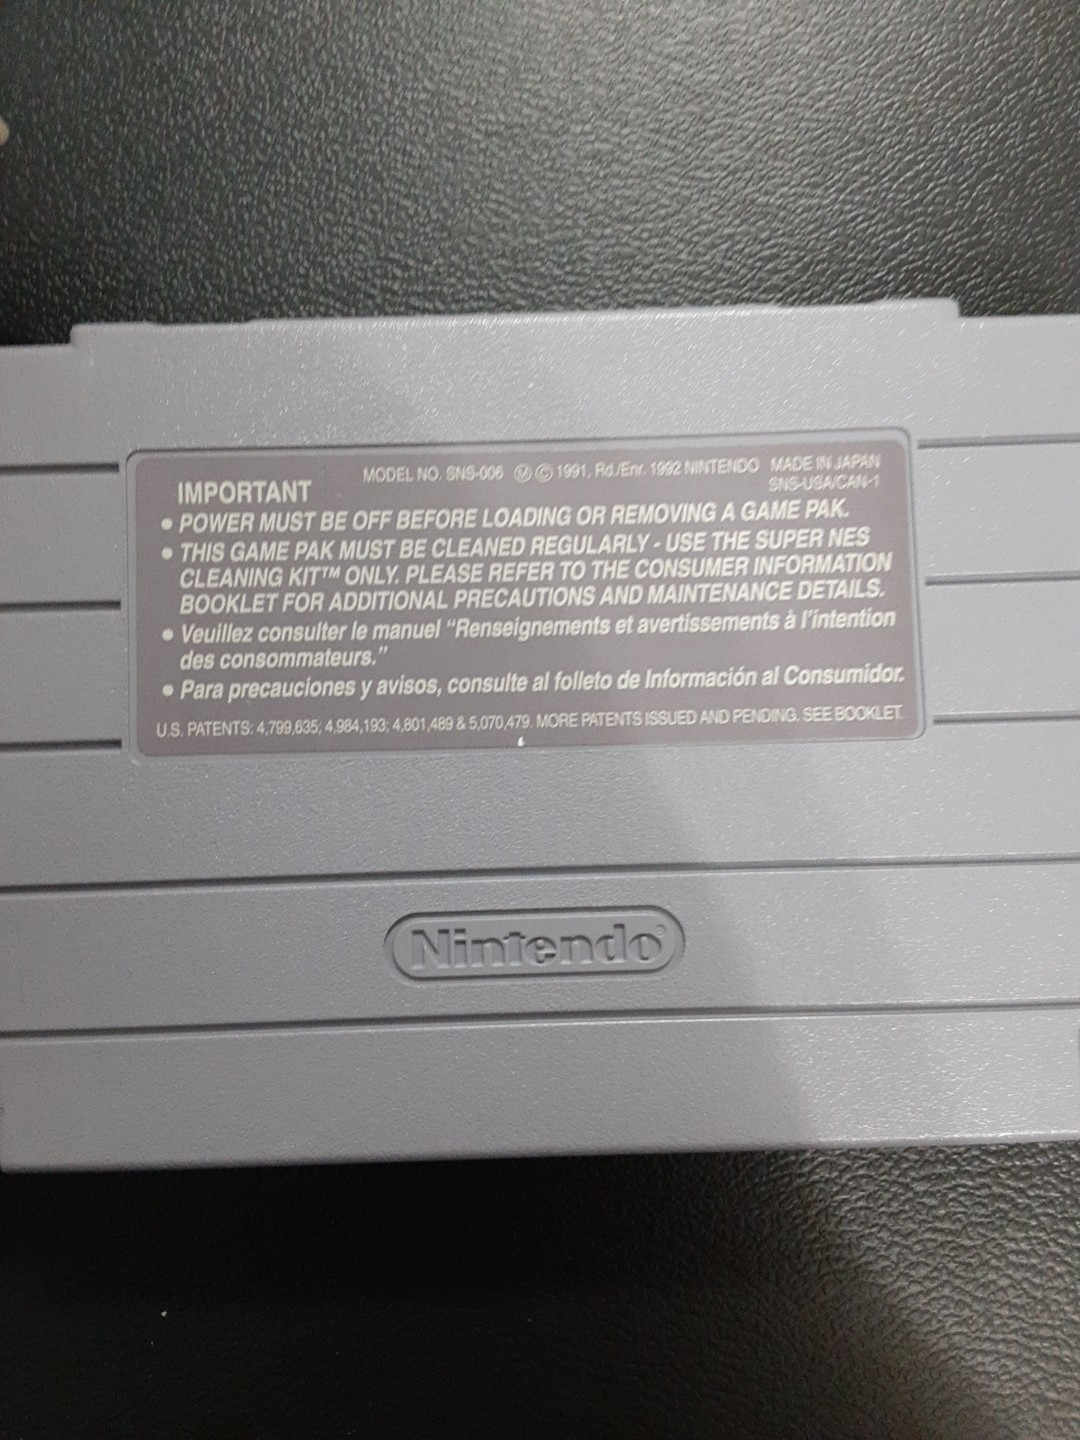 MODEL NO. SNS-006 Ⓜ © 1991, Rd./Enr. 1992 NINTENDO MADE IN JAPAN
SNS-USA/CAN-1
IMPORTANT
• POWER MUST BE OFF BEFORE LOADING OR REMOVING A GAME PAK.
• THIS GAME PAK MUST BE CLEANED REGULARLY - USE THE SUPER NES
CLEANING KIT™ ONLY. PLEASE REFER TO THE CONSUMER INFORMATION
BOOKLET FOR ADDITIONAL PRECAUTIONS AND MAINTENANCE DETAILS.
• Veuillez consulter le manuel “Renseignements et avertissements à l’intention
des consommateurs.”
• Para precauciones y avisos, consulte al folleto de Información al Consumidor.
U.S. PATENTS: 4,799,635; 4,984,193; 4,801,489 & 5,070,479. MORE PATENTS ISSUED AND PENDING. SEE BOOKLET.
Nintendo®